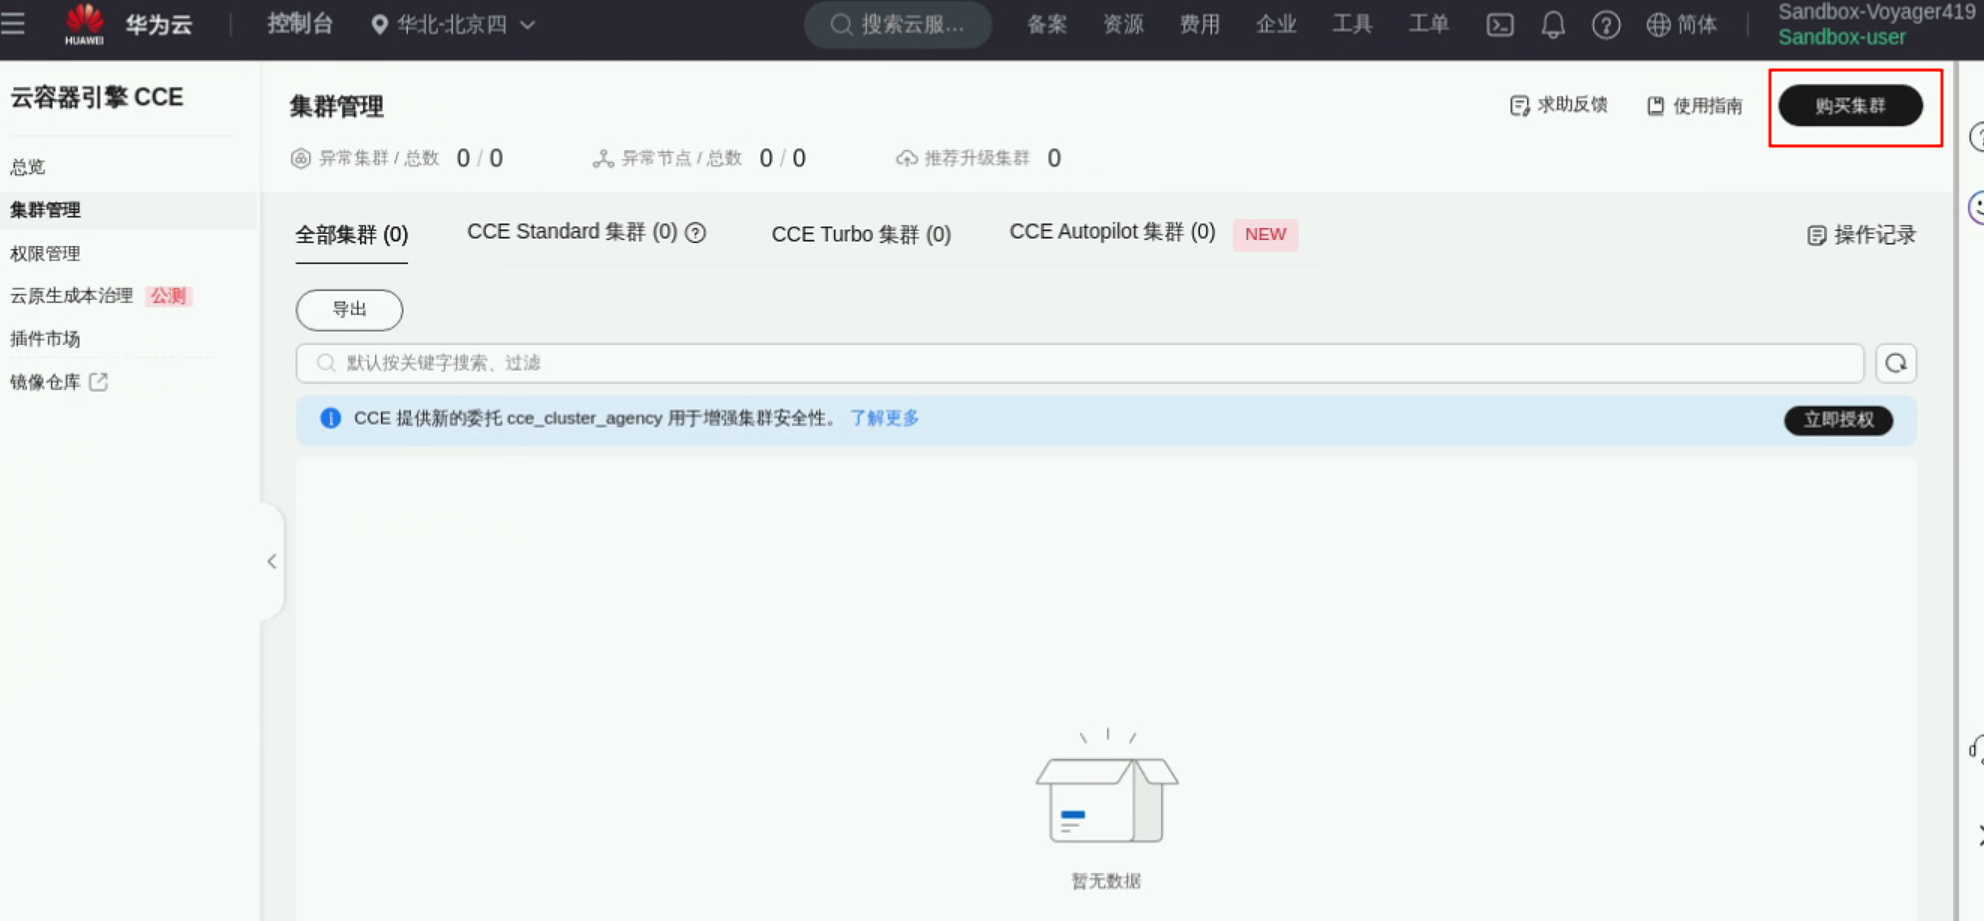 HUAWEI
华为云
控制台
华北-北京四
搜索云服...
备案
资源
费用
企业
工具
工单
简体
Sandbox-Voyager419
Sandbox-user
云容器引擎 CCE
总览
集群管理
权限管理
云原生成本治理 公测
插件市场
镜像仓库
集群管理
求助反馈
使用指南
购买集群
异常集群 / 总数 0 / 0
异常节点 / 总数 0 / 0
推荐升级集群 0
全部集群 (0)
CCE Standard 集群 (0)
CCE Turbo 集群 (0)
CCE Autopilot 集群 (0) NEW
操作记录
导出
默认按关键字搜索、过滤
CCE 提供新的委托 cce_cluster_agency 用于增强集群安全性。 了解更多
立即授权
暂无数据